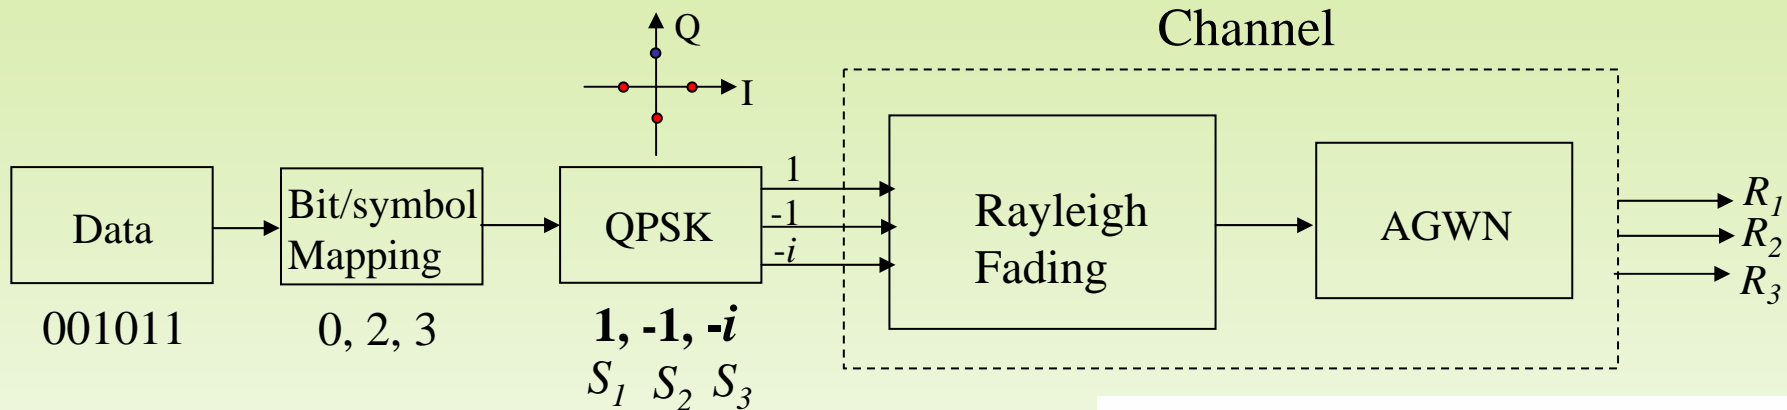 Q
I
Channel
Data
Bit/symbol
Mapping
QPSK
1
-1
-i
Rayleigh
Fading
AGWN
R1
R2
R3
001011
0, 2, 3
1, -1, -i
S1 S2 S3